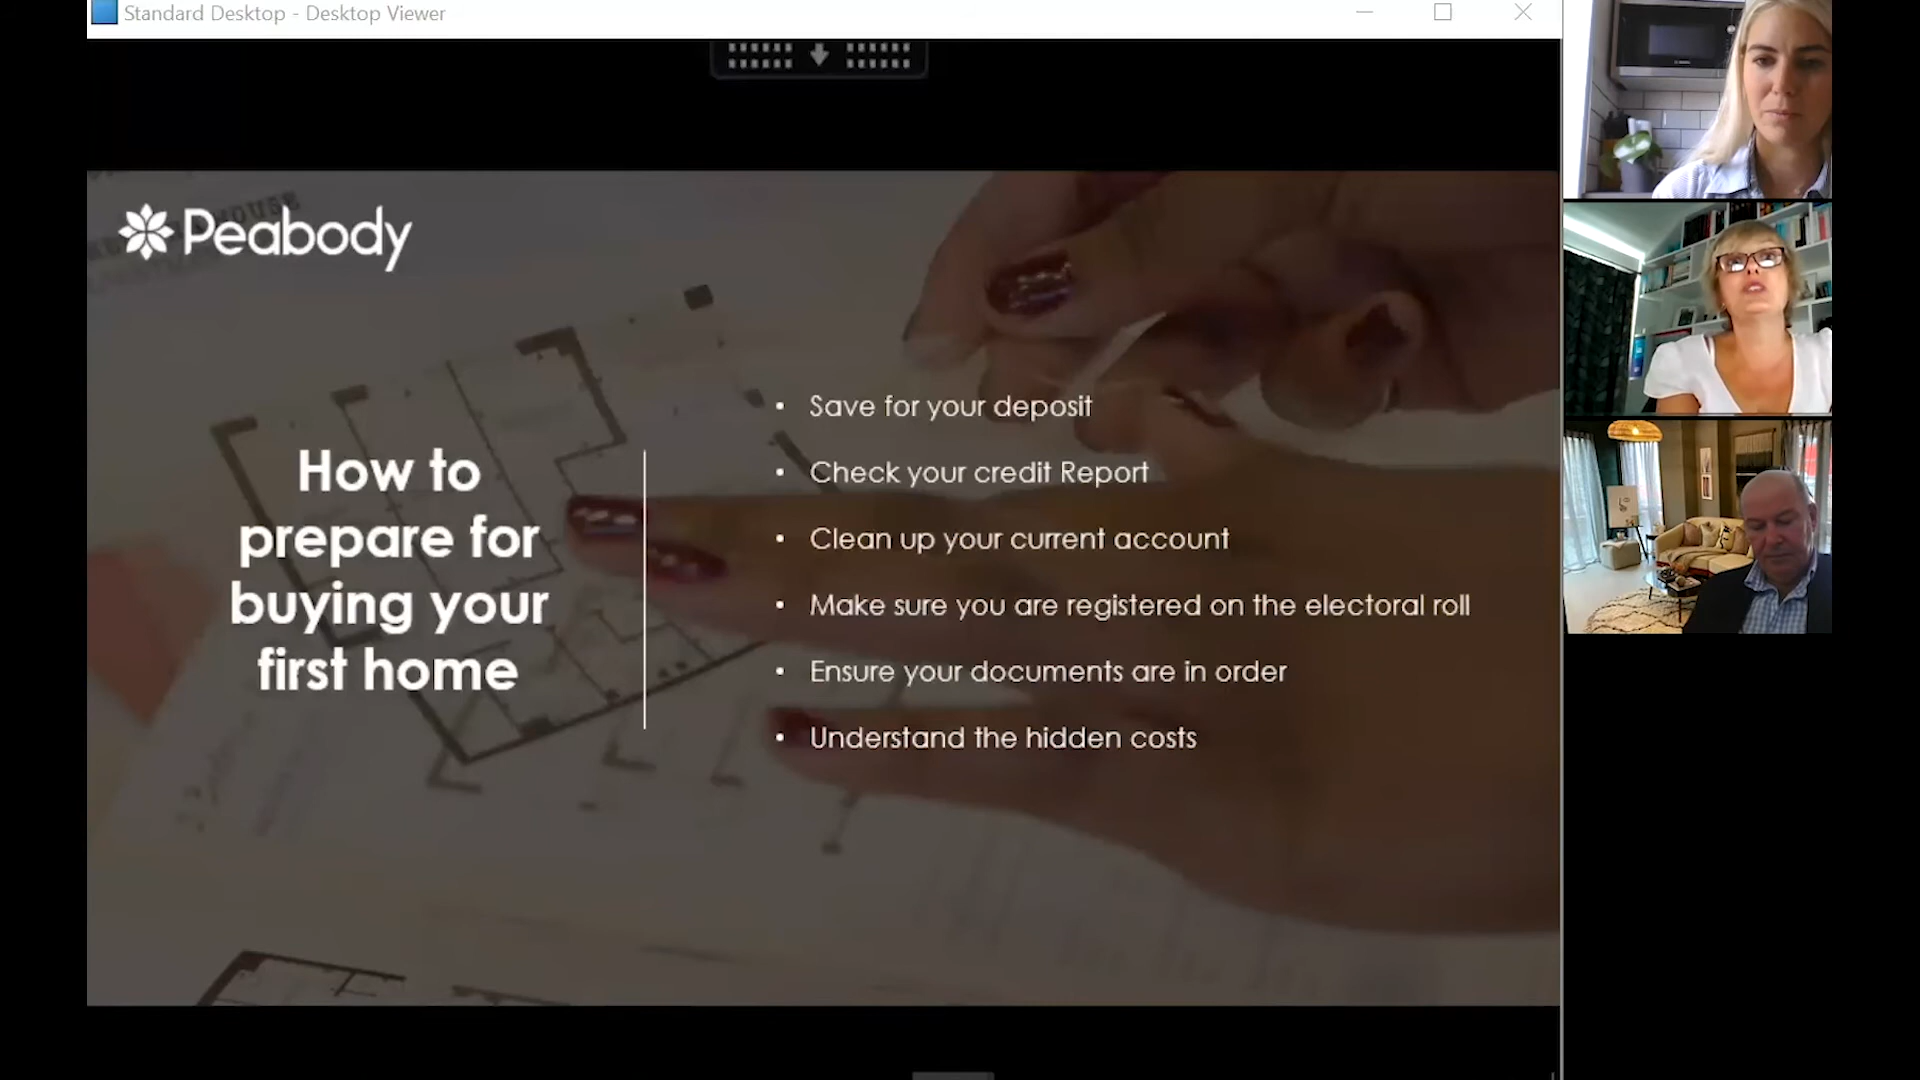 Standard Desktop - Desktop Viewer
Peabody
How to
prepare for
buying your
first home
• Save for your deposit
• Check your credit Report
• Clean up your current account
• Make sure you are registered on the electoral roll
• Ensure your documents are in order
• Understand the hidden costs